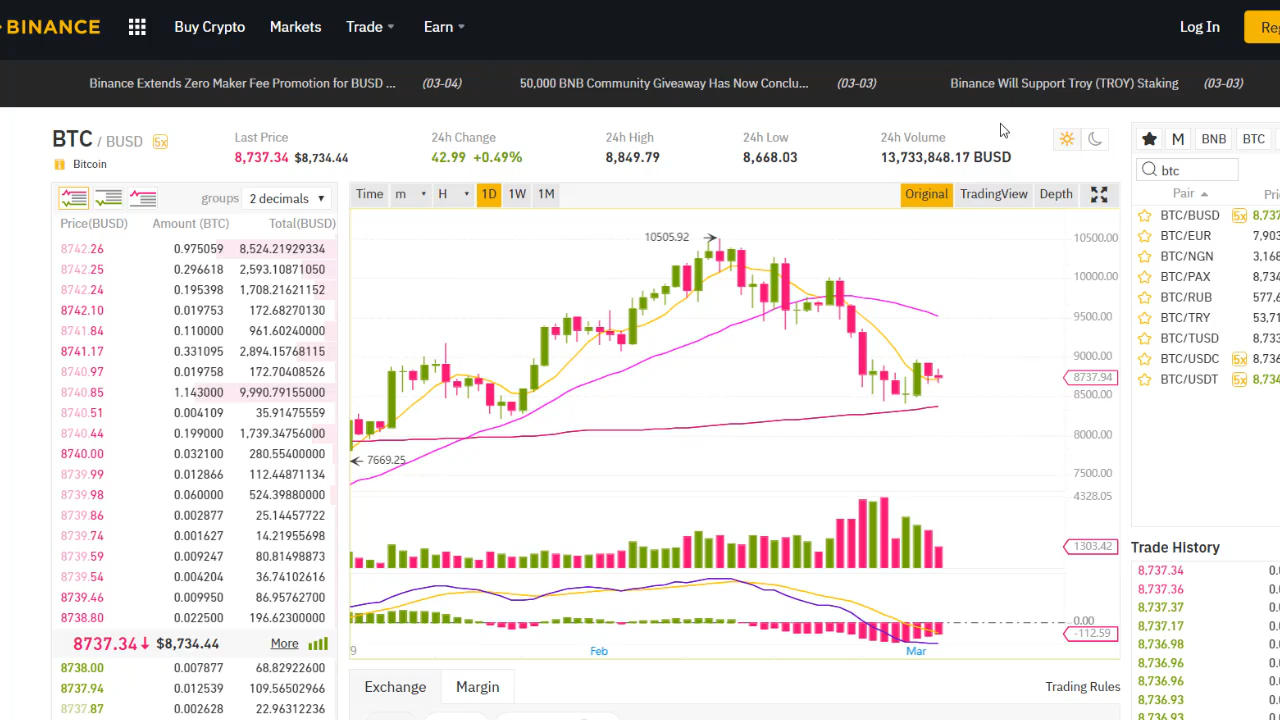 BINANCE
Buy Crypto
Markets
Trade
Earn
Log In
Binance Extends Zero Maker Fee Promotion for BUSD ... (03-04)
50,000 BNB Community Giveaway Has Now Conclu... (03-03)
Binance Will Support Troy (TROY) Staking (03-03)
BTC / BUSD 5x
Bitcoin
Last Price
8,737.34 $8,734.44
24h Change
42.99 +0.49%
24h High
8,849.79
24h Low
8,668.03
24h Volume
13,733,848.17 BUSD
groups 2 decimals
Price(BUSD) Amount (BTC) Total(BUSD)
8742.26 0.975059 8,524.21929334
8742.25 0.296618 2,593.10871050
8742.24 0.195398 1,708.21621152
8742.10 0.019753 172.68270130
8741.84 0.110000 961.60240000
8741.17 0.331095 2,894.15768115
8740.97 0.019758 172.70408526
8740.85 1.143000 9,990.79155000
8740.51 0.004109 35.91475559
8740.44 0.199000 1,739.34756000
8740.00 0.032100 280.55400000
8739.99 0.012866 112.44871134
8739.98 0.060000 524.39880000
8739.86 0.002877 25.14457722
8739.74 0.001627 14.21955698
8739.59 0.009247 80.81498873
8739.54 0.004204 36.74102616
8739.46 0.009950 86.95762700
8738.80 0.022500 196.62300000
8737.34 $8,734.44 More
8738.00 0.007877 68.82922600
8737.94 0.012539 109.56502966
8737.87 0.002628 22.96312236
Time m H 1D 1W 1M
Original TradingView Depth
10505.92
7669.25
10500.00
10000.00
9500.00
9000.00
8737.94
8500.00
8000.00
7500.00
4328.05
1303.42
0.00
-112.59
9 Feb Mar
Exchange Margin Trading Rules
M BNB BTC
btc
Pair
BTC/BUSD 5x
BTC/EUR
BTC/NGN
BTC/PAX
BTC/RUB
BTC/TRY
BTC/TUSD
BTC/USDC 5x
BTC/USDT 5x
Trade History
8,737.34
8,737.36
8,737.37
8,737.17
8,736.98
8,736.96
8,736.96
8,736.93
8,736.93